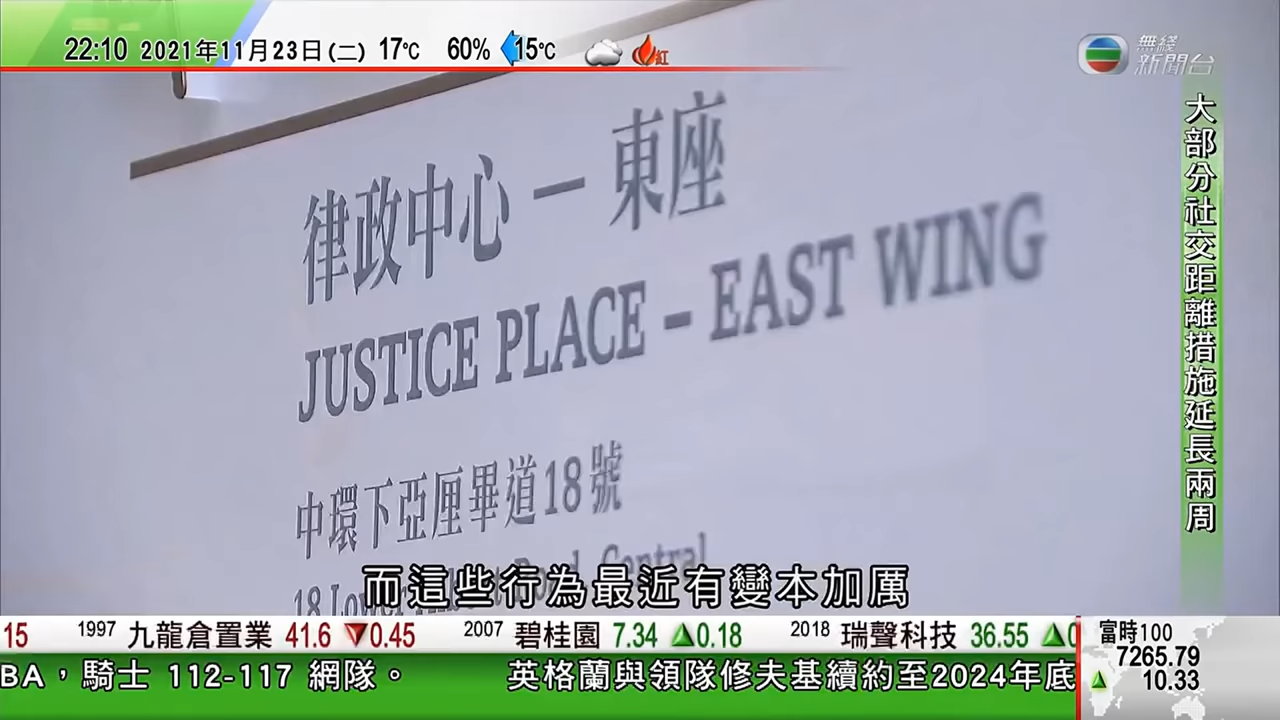 22:10 2021年11月23日(二) 17℃ 60% 15℃ 紅
無綫
新聞台
大部分社交距離措施延長兩周
律政中心 — 東座
JUSTICE PLACE – EAST WING
中環下亞厘畢道18號
18 Lower Albert Road, Central
而這些行為最近有變本加厲
15 1997 九龍倉置業 41.6 ▼0.45 2007 碧桂園 7.34 ▲0.18 2018 瑞聲科技 36.55 ▲0
富時100
7265.79
▲ 10.33
BA，騎士 112-117 網隊。 英格蘭與領隊修夫基續約至2024年底